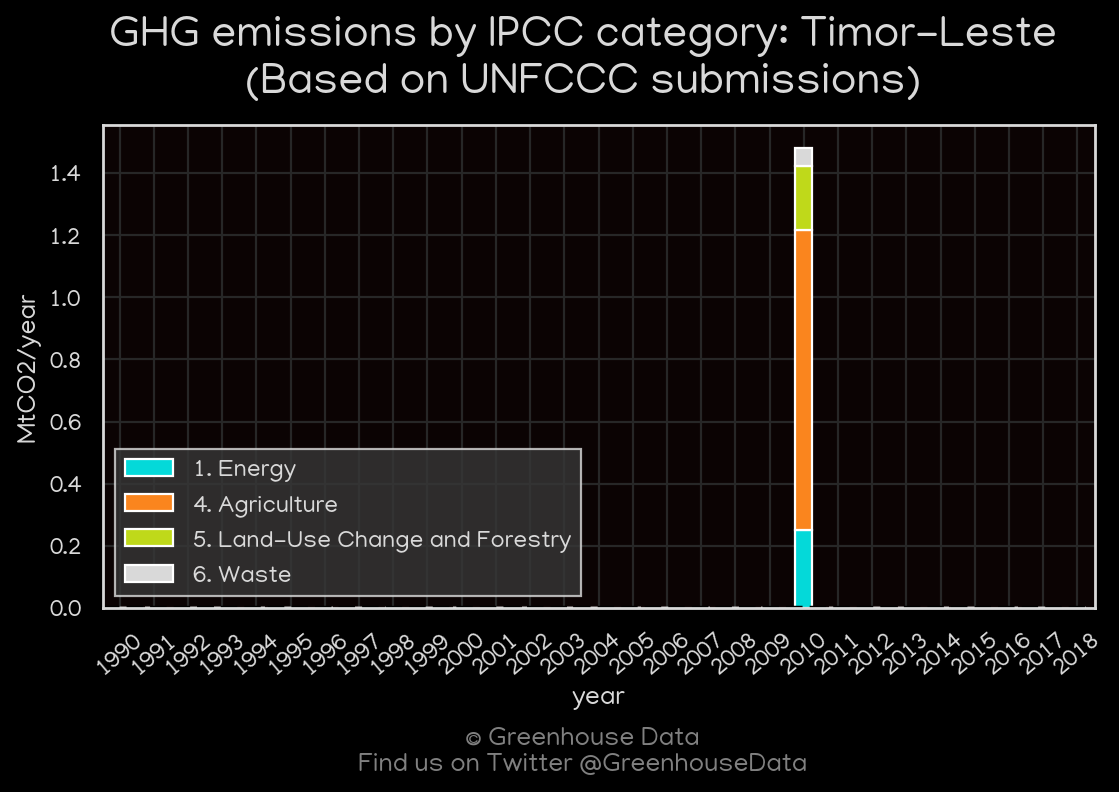 GHG emissions by IPCC category: Timor-Leste
(Based on UNFCCC submissions)
MtCO2/year
1.4
1.2
1.0
0.8
0.6
0.4
0.2
0.0
1. Energy
4. Agriculture
5. Land-Use Change and Forestry
6. Waste
1990 1991 1992 1993 1994 1995 1996 1997 1998 1999 2000 2001 2002 2003 2004 2005 2006 2007 2008 2009 2010 2011 2012 2013 2014 2015 2016 2017 2018
year
© Greenhouse Data
Find us on Twitter @GreenhouseData